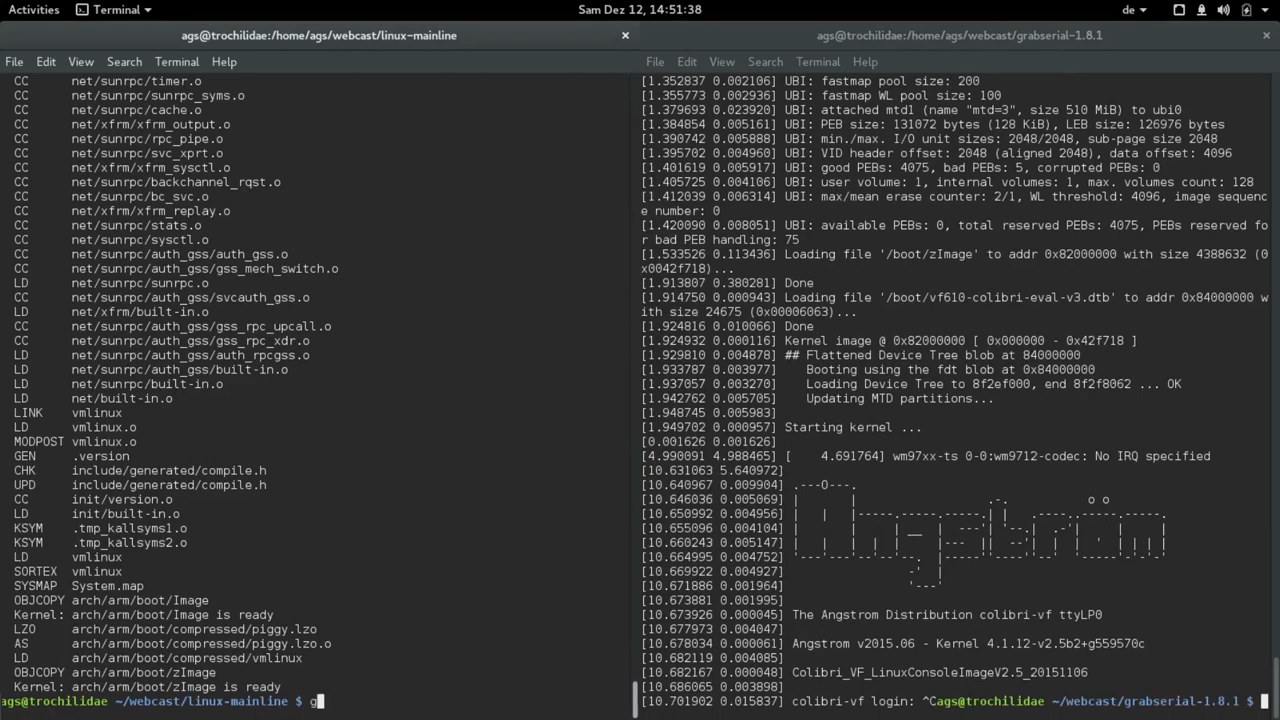 Activities Terminal Sam Dez 12, 14:51:38 de
ags@trochilidae:/home/ags/webcast/linux-mainline
File Edit View Search Terminal Help
CC net/sunrpc/timer.o
CC net/sunrpc/sunrpc_syms.o
CC net/sunrpc/cache.o
CC net/xfrm/xfrm_output.o
CC net/sunrpc/rpc_pipe.o
CC net/sunrpc/svc_xprt.o
CC net/xfrm/xfrm_sysctl.o
CC net/sunrpc/backchannel_rqst.o
CC net/sunrpc/bc_svc.o
CC net/xfrm/xfrm_replay.o
CC net/sunrpc/stats.o
CC net/sunrpc/sysctl.o
CC net/sunrpc/auth_gss/auth_gss.o
CC net/sunrpc/auth_gss/gss_mech_switch.o
LD net/sunrpc/sunrpc.o
CC net/sunrpc/auth_gss/svcauth_gss.o
LD net/xfrm/built-in.o
CC net/sunrpc/auth_gss/gss_rpc_upcall.o
CC net/sunrpc/auth_gss/gss_rpc_xdr.o
LD net/sunrpc/auth_gss/auth_rpcgss.o
LD net/sunrpc/auth_gss/built-in.o
LD net/sunrpc/built-in.o
LD net/built-in.o
LINK vmlinux
LD vmlinux.o
MODPOST vmlinux.o
GEN .version
CHK include/generated/compile.h
UPD include/generated/compile.h
CC init/version.o
LD init/built-in.o
KSYM .tmp_kallsyms1.o
KSYM .tmp_kallsyms2.o
LD vmlinux
SORTEX vmlinux
SYSMAP System.map
OBJCOPY arch/arm/boot/Image
Kernel: arch/arm/boot/Image is ready
LZO arch/arm/boot/compressed/piggy.lzo
AS arch/arm/boot/compressed/piggy.lzo.o
LD arch/arm/boot/compressed/vmlinux
OBJCOPY arch/arm/boot/zImage
Kernel: arch/arm/boot/zImage is ready
ags@trochilidae ~/webcast/linux-mainline $ g
ags@trochilidae:/home/ags/webcast/grabserial-1.8.1
File Edit View Search Terminal Help
[1.352837 0.002106] UBI: fastmap pool size: 200
[1.355773 0.002936] UBI: fastmap WL pool size: 100
[1.379693 0.023920] UBI: attached mtd1 (name "mtd=3", size 510 MiB) to ubi0
[1.384854 0.005161] UBI: PEB size: 131072 bytes (128 KiB), LEB size: 126976 bytes
[1.390742 0.005888] UBI: min./max. I/O unit sizes: 2048/2048, sub-page size 2048
[1.395702 0.004960] UBI: VID header offset: 2048 (aligned 2048), data offset: 4096
[1.401619 0.005917] UBI: good PEBs: 4075, bad PEBs: 5, corrupted PEBs: 0
[1.405725 0.004106] UBI: user volume: 1, internal volumes: 1, max. volumes count: 128
[1.412039 0.006314] UBI: max/mean erase counter: 2/1, WL threshold: 4096, image sequenc
e number: 0
[1.420090 0.008051] UBI: available PEBs: 0, total reserved PEBs: 4075, PEBs reserved fo
r bad PEB handling: 75
[1.533526 0.113436] Loading file '/boot/zImage' to addr 0x82000000 with size 4388632 (0
x0042f718)...
[1.913807 0.380281] Done
[1.914750 0.000943] Loading file '/boot/vf610-colibri-eval-v3.dtb' to addr 0x84000000 w
ith size 24675 (0x00006063)...
[1.924816 0.010066] Done
[1.924932 0.000116] Kernel image @ 0x82000000 [ 0x000000 - 0x42f718 ]
[1.929810 0.004878] ## Flattened Device Tree blob at 84000000
[1.933787 0.003977] Booting using the fdt blob at 0x84000000
[1.937057 0.003270] Loading Device Tree to 8f2ef000, end 8f2f8062 ... OK
[1.942762 0.005705] Updating MTD partitions...
[1.948745 0.005983]
[1.949702 0.000957] Starting kernel ...
[0.001626 0.001626]
[4.990091 4.988465] [ 4.691764] wm97xx-ts 0-0:wm9712-codec: No IRQ specified
[10.631063 5.640972]
[10.640967 0.009904] .---O---.
[10.646036 0.005069] | | .-. o o
[10.650992 0.004956] | | |-----.-----.-----.| | .----..-----.-----.
[10.655096 0.004104] | | | __ | ---'| '--.| .-'| | |
[10.660243 0.005147] | | | | | |--- || --'| | | ' | | | |
[10.664995 0.004752] '---'---'--'--'--. |-----''----''--' '-----'-'-'-'
[10.669922 0.004927] -' |
[10.671886 0.001964] '---'
[10.673881 0.001995]
[10.673926 0.000045] The Angstrom Distribution colibri-vf ttyLP0
[10.677973 0.004047]
[10.678034 0.000061] Angstrom v2015.06 - Kernel 4.1.12-v2.5b2+g559570c
[10.682119 0.004085]
[10.682167 0.000048] Colibri_VF_LinuxConsoleImageV2.5_20151106
[10.686065 0.003898]
[10.701902 0.015837] colibri-vf login: ^Cags@trochilidae ~/webcast/grabserial-1.8.1 $